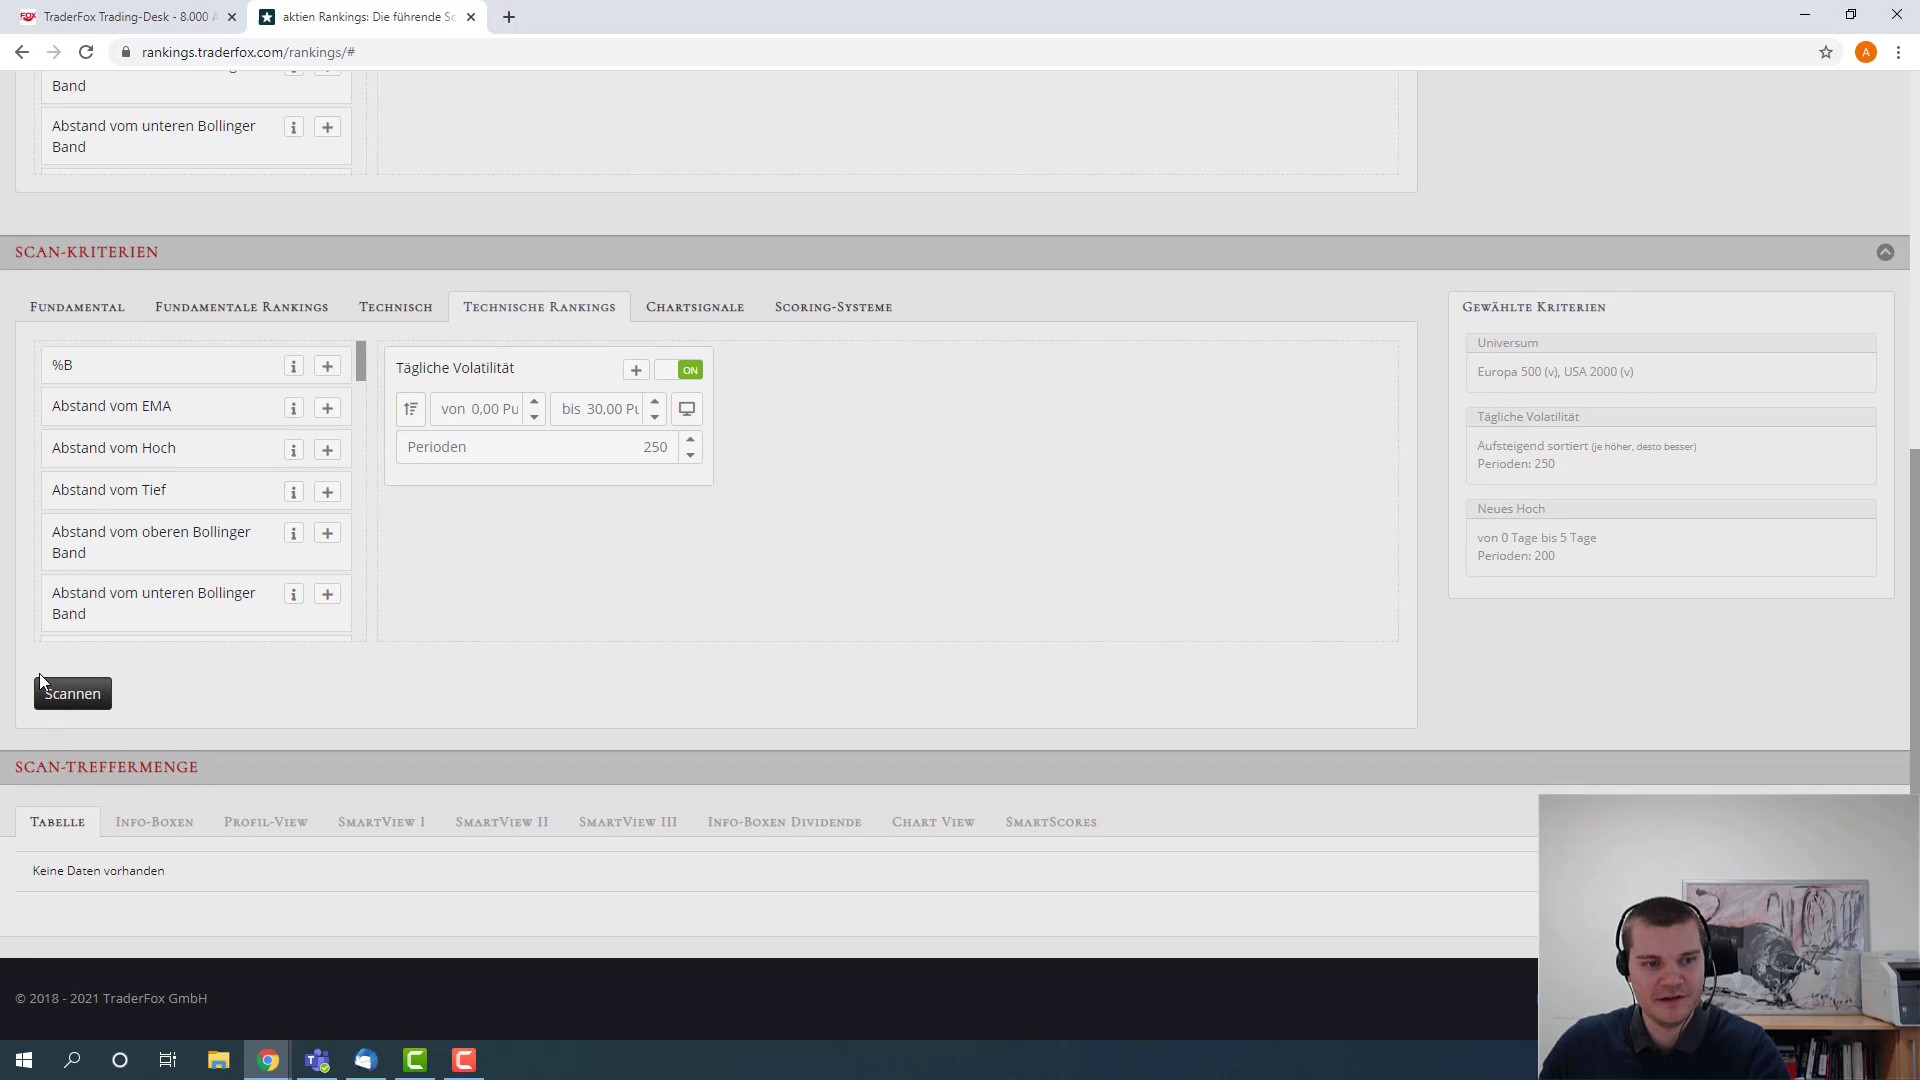 TraderFox Trading-Desk - 8.000
aktien Rankings: Die führende Sc
rankings.traderfox.com/rankings/#
A
Band
Abstand vom unteren Bollinger
Band
SCAN-KRITERIEN
FUNDAMENTAL FUNDAMENTALE RANKINGS TECHNISCH TECHNISCHE RANKINGS CHARTSIGNALE SCORING-SYSTEME
%B
Abstand vom EMA
Abstand vom Hoch
Abstand vom Tief
Abstand vom oberen Bollinger
Band
Abstand vom unteren Bollinger
Band
Tägliche Volatilität
ON
von 0,00 Pu
bis 30,00 Pu
Perioden 250
Scannen
GEWÄHLTE KRITERIEN
Universum
Europa 500 (v), USA 2000 (v)
Tägliche Volatilität
Aufsteigend sortiert (je höher, desto besser)
Perioden: 250
Neues Hoch
von 0 Tage bis 5 Tage
Perioden: 200
SCAN-TREFFERMENGE
TABELLE INFO-BOXEN PROFIL-VIEW SMARTVIEW I SMARTVIEW II SMARTVIEW III INFO-BOXEN DIVIDENDE CHART VIEW SMARTSCORES
Keine Daten vorhanden
© 2018 - 2021 TraderFox GmbH